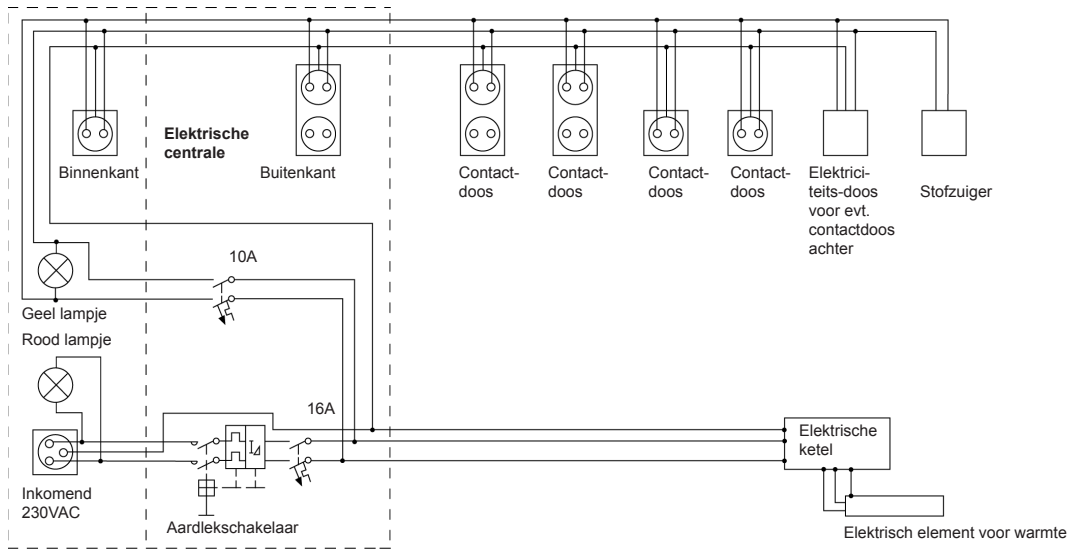 Elektrische
centrale
Binnenkant
Buitenkant
Contact-
doos
Contact-
doos
Contact-
doos
Contact-
doos
Elektrici-
teits-doos
voor evt.
contactdoos
achter
Stofzuiger
10A
Geel lampje
Rood lampje
16A
I⊿
Inkomend
230VAC
Aardlekschakelaar
Elektrische
ketel
Elektrisch element voor warmte